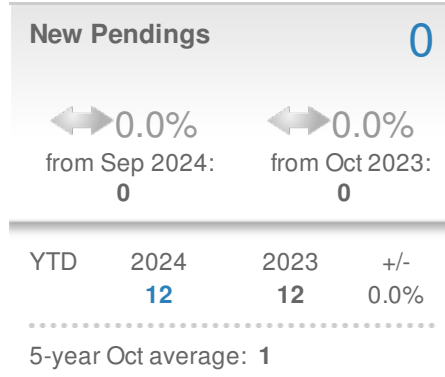 New Pendings 0
0.0% 0.0%
from Sep 2024: from Oct 2023:
0 0
YTD 2024 2023 +/-
12 12 0.0%
5-year Oct average: 1